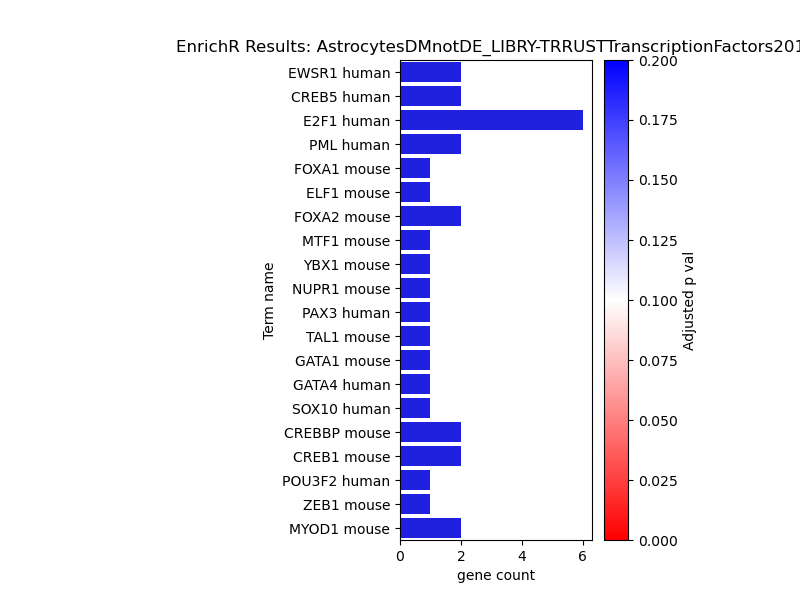 EnrichR Results: AstrocytesDMnotDE_LIBRY-TRRUSTTranscriptionFactors201
EWSR1 human
CREB5 human
E2F1 human
PML human
FOXA1 mouse
ELF1 mouse
FOXA2 mouse
MTF1 mouse
YBX1 mouse
NUPR1 mouse
PAX3 human
TAL1 mouse
GATA1 mouse
GATA4 human
SOX10 human
CREBBP mouse
CREB1 mouse
POU3F2 human
ZEB1 mouse
MYOD1 mouse
Term name
0 2 4 6
gene count
0.200
0.175
0.150
0.125
0.100
0.075
0.050
0.025
0.000
Adjusted p val